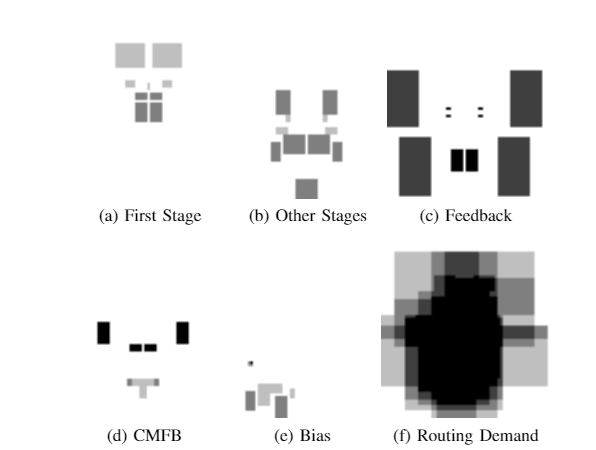 (a) First Stage
(b) Other Stages
(c) Feedback
(d) CMFB
(e) Bias
(f) Routing Demand